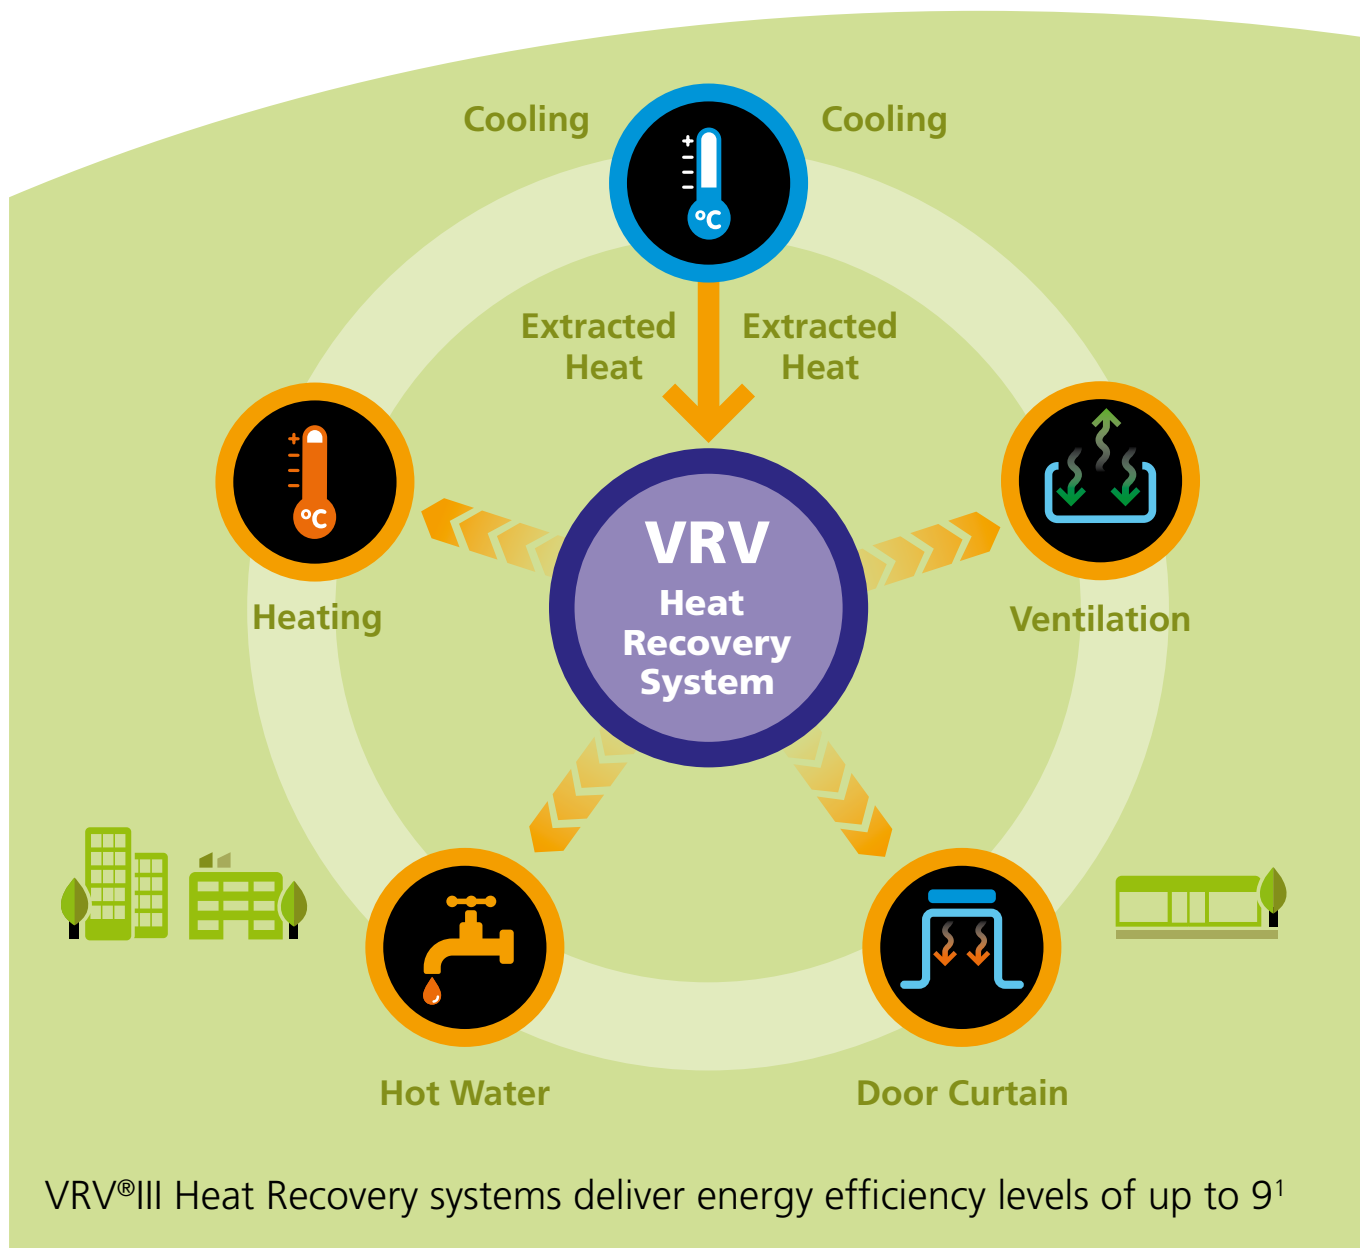 Cooling
Cooling
°C
Extracted
Heat
Extracted
Heat
°C
VRV
Heat
Recovery
System
Heating
Ventilation
Hot Water
Door Curtain
VRV®III Heat Recovery systems deliver energy efficiency levels of up to 9¹